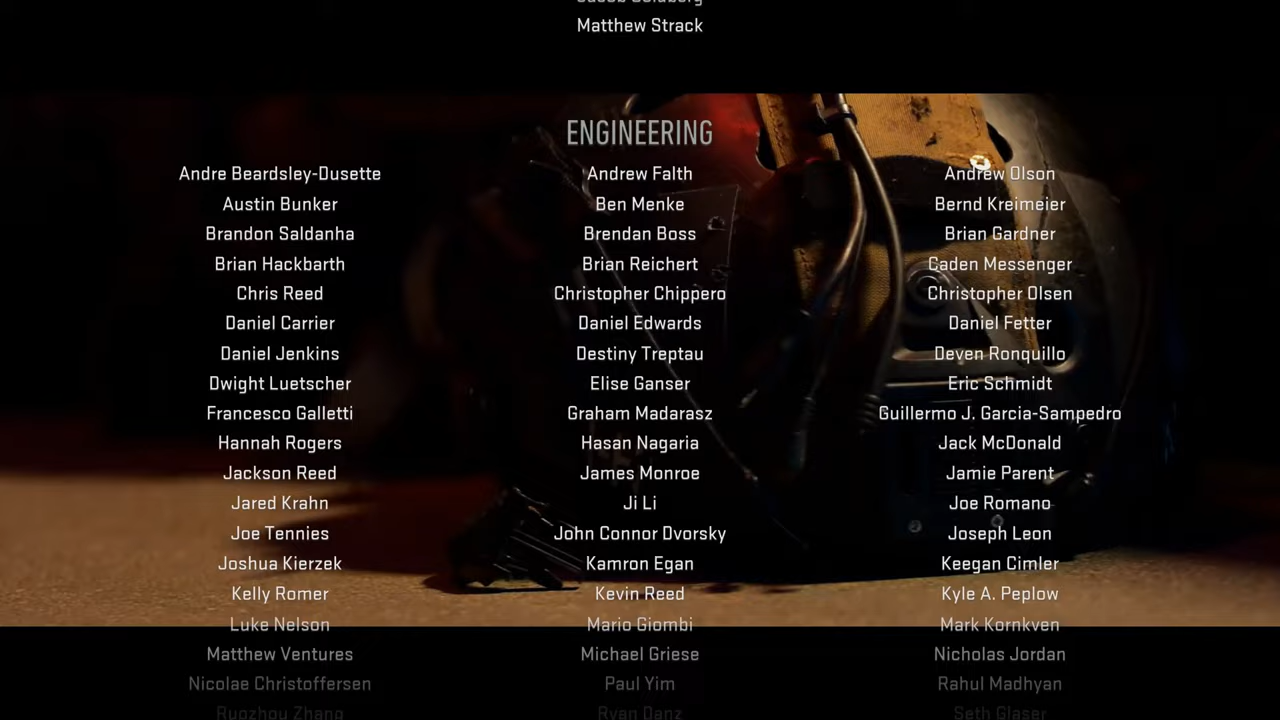 Matthew Strack
ENGINEERING
Andre Beardsley-Dusette Andrew Falth Andrew Olson
Austin Bunker Ben Menke Bernd Kreimeier
Brandon Saldanha Brendan Boss Brian Gardner
Brian Hackbarth Brian Reichert Caden Messenger
Chris Reed Christopher Chippero Christopher Olsen
Daniel Carrier Daniel Edwards Daniel Fetter
Daniel Jenkins Destiny Treptau Deven Ronquillo
Dwight Luetscher Elise Ganser Eric Schmidt
Francesco Galletti Graham Madarasz Guillermo J. Garcia-Sampedro
Hannah Rogers Hasan Nagaria Jack McDonald
Jackson Reed James Monroe Jamie Parent
Jared Krahn Ji Li Joe Romano
Joe Tennies John Connor Dvorsky Joseph Leon
Joshua Kierzek Kamron Egan Keegan Cimler
Kelly Romer Kevin Reed Kyle A. Peplow
Luke Nelson Mario Giombi Mark Kornkven
Matthew Ventures Michael Griese Nicholas Jordan
Nicolae Christoffersen Paul Yim Rahul Madhyan
Ruozhou Zhang Ryan Danz Seth Glaser